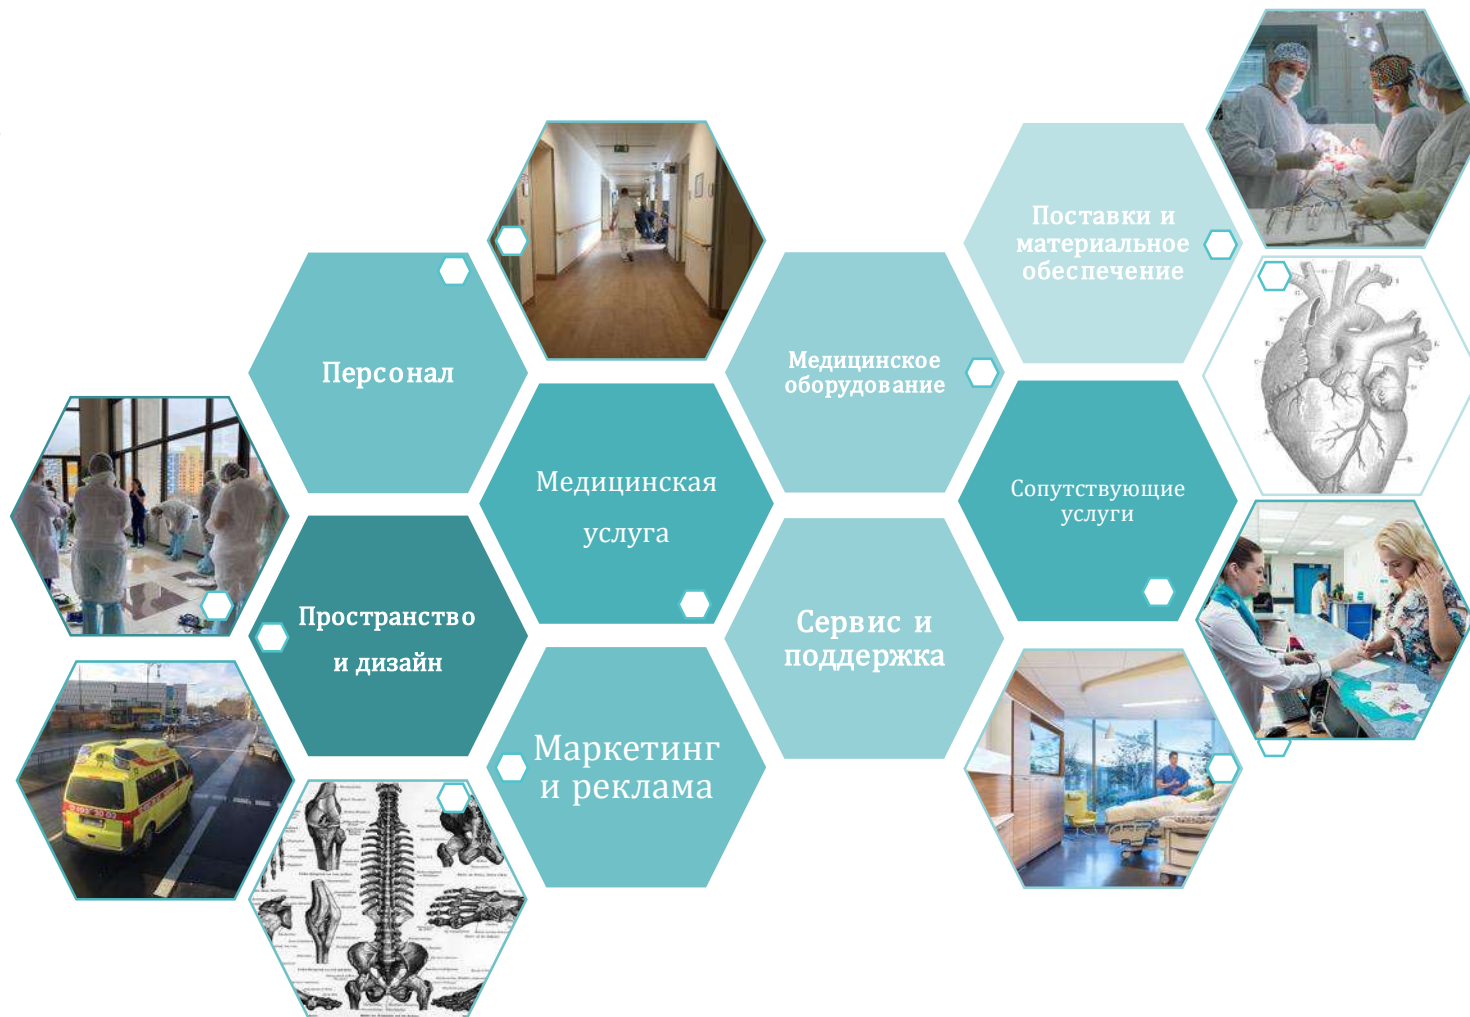 Поставки и
материальное
обеспечение
Персонал
Медицинское
оборудование
Медицинская
услуга
Сопутствующие
услуги
Пространство
и дизайн
Сервис и
поддержка
Маркетинг
и реклама